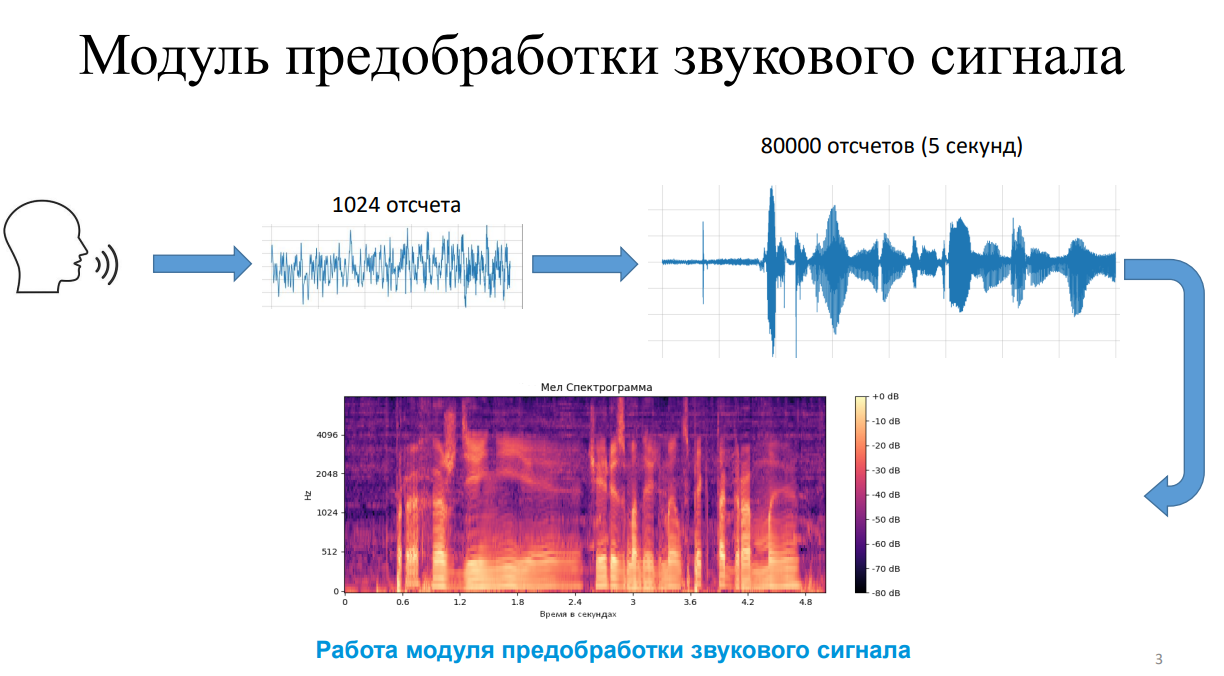 Модуль предобработки звукового сигнала
80000 отсчетов (5 секунд)
1024 отсчета
Мел Спектрограмма
+0 dB
-10 dB
-20 dB
-30 dB
-40 dB
-50 dB
-60 dB
-70 dB
-80 dB
Hz
4096
2048
1024
512
0
0 0.6 1.2 1.8 2.4 3 3.6 4.2 4.8
Время в секундах
Работа модуля предобработки звукового сигнала
3